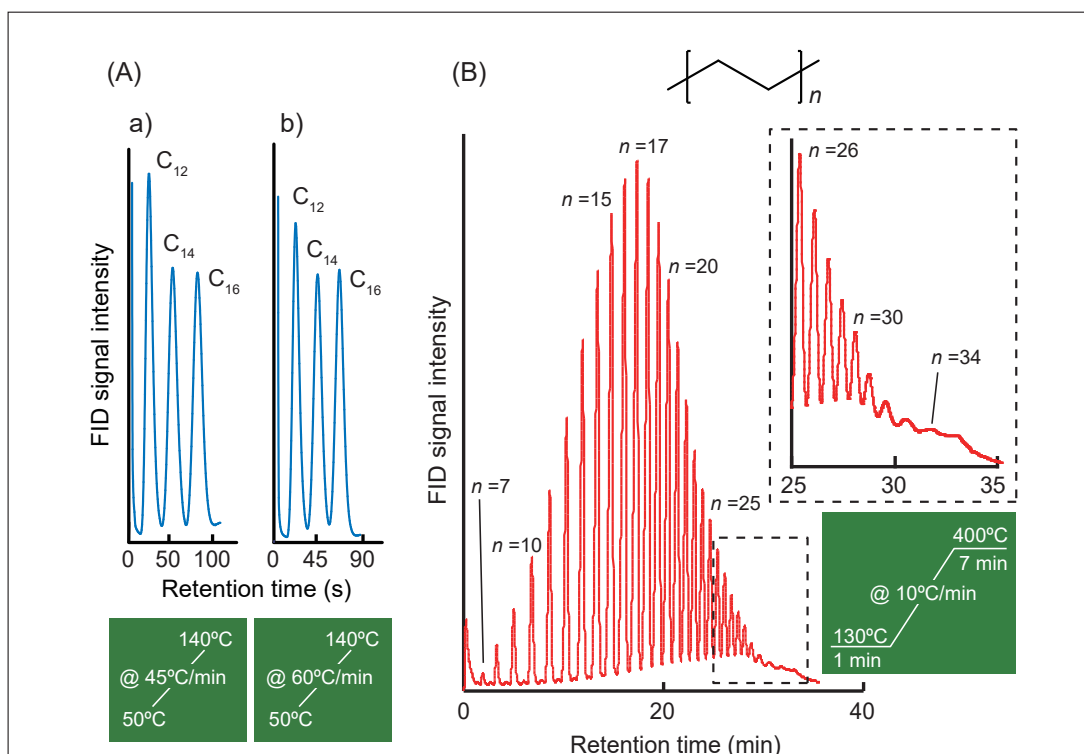 (A)
a)
b)
C12
C14
C16
C12
C14
C16
FID signal intensity
0 50 100
0 45 90
Retention time (s)
140ºC
@ 45ºC/min
50ºC
140ºC
@ 60ºC/min
50ºC
(B)
n
n =17
n =15
n =20
n =7
n =10
n =25
FID signal intensity
0 20 40
Retention time (min)
n =26
n =30
n =34
25 30 35
400ºC
7 min
@ 10ºC/min
130ºC
1 min